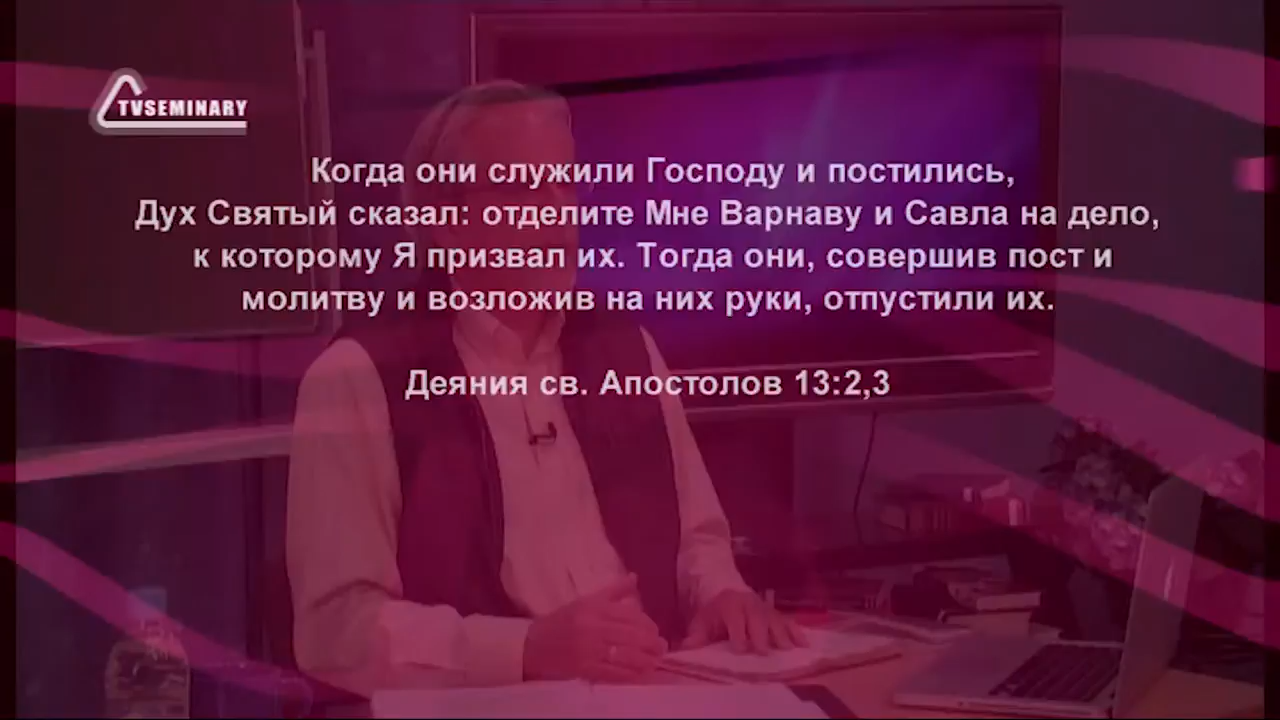 TVSEMINARY
Когда они служили Господу и постились,
Дух Святый сказал: отделите Мне Варнаву и Савла на дело,
к которому Я призвал их. Тогда они, совершив пост и
молитву и возложив на них руки, отпустили их.
Деяния св. Апостолов 13:2,3